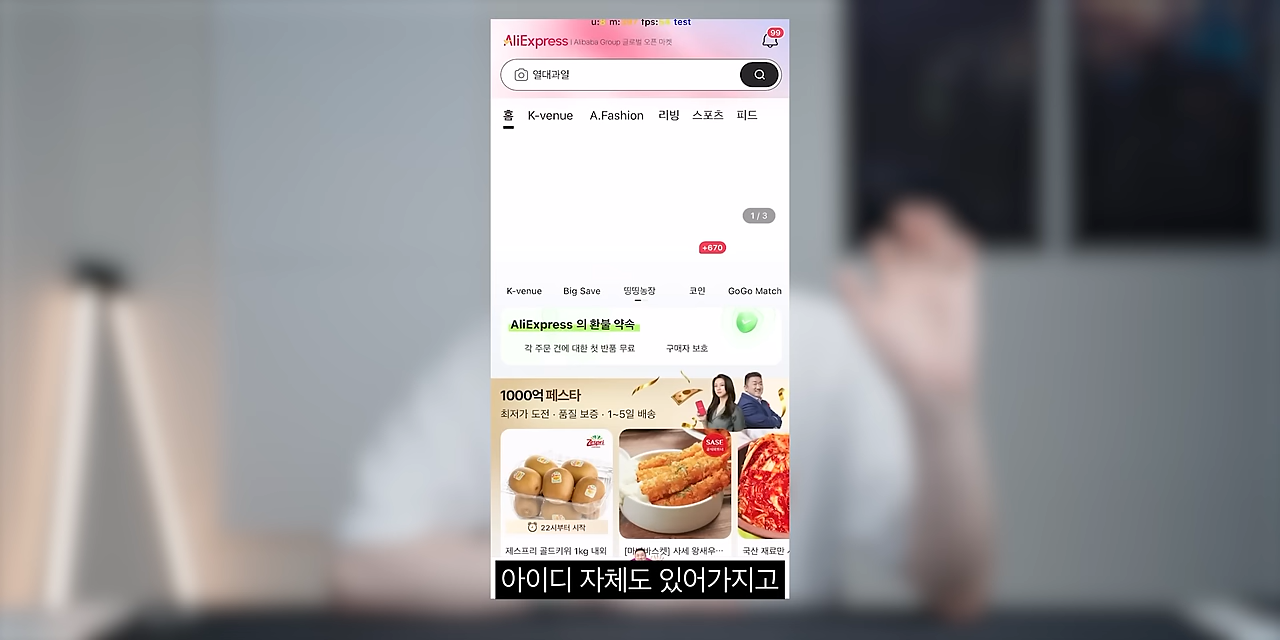 test
AliExpress | Alibaba Group 글로벌 오픈 마켓
99
열대과일
홈 K-venue A.Fashion 리빙 스포츠 피드
1 / 3
+670
K-venue Big Save 띵띵농장 코인 GoGo Match
AliExpress 의 환불 약속
각 주문 건에 대한 첫 반품 무료 구매자 보호
1000억 페스타
최저가 도전 · 품질 보증 · 1~5일 배송
Zespri
SASE
22시부터 시작
제스프리 골드키위 1kg 내외
사세 왕새우···
국산 재료만
아이디 자체도 있어가지고